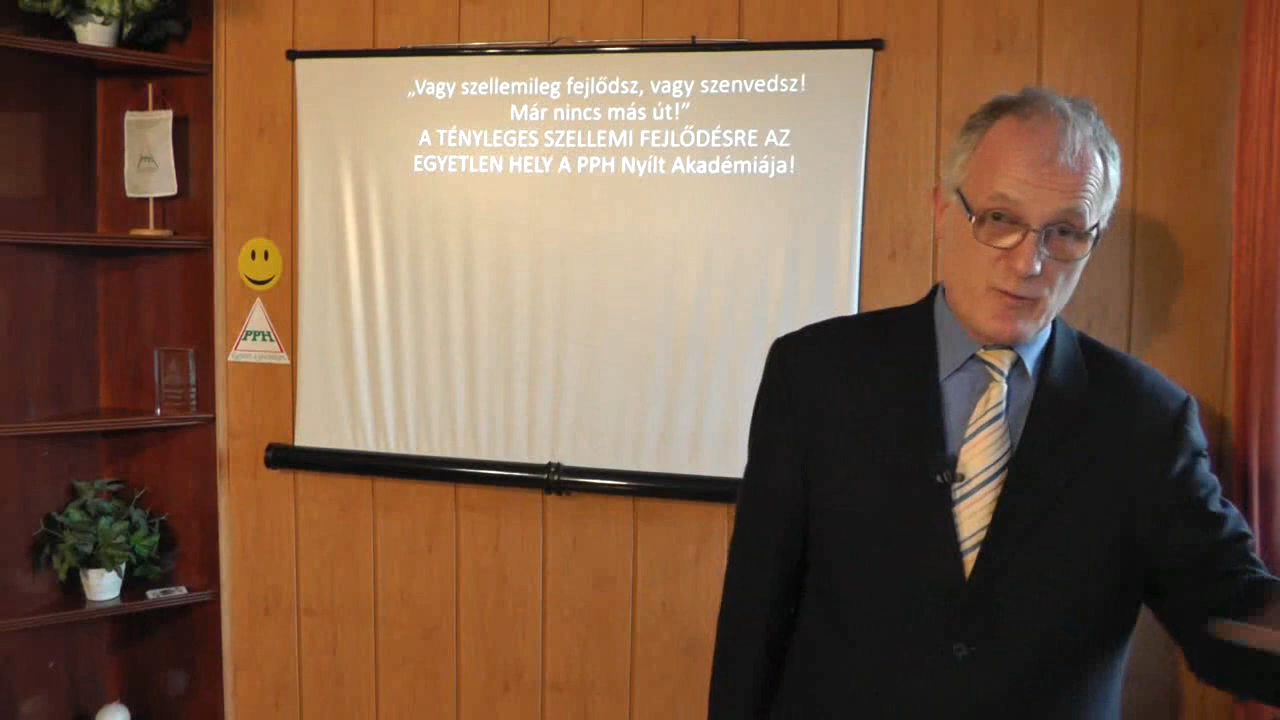 „Vagy szellemileg fejlődsz, vagy szenvedsz!
Már nincs más út!”
A TÉNYLEGES SZELLEMI FEJLŐDÉSRE AZ
EGYETLEN HELY A PPH Nyílt Akadémiája!
PPH